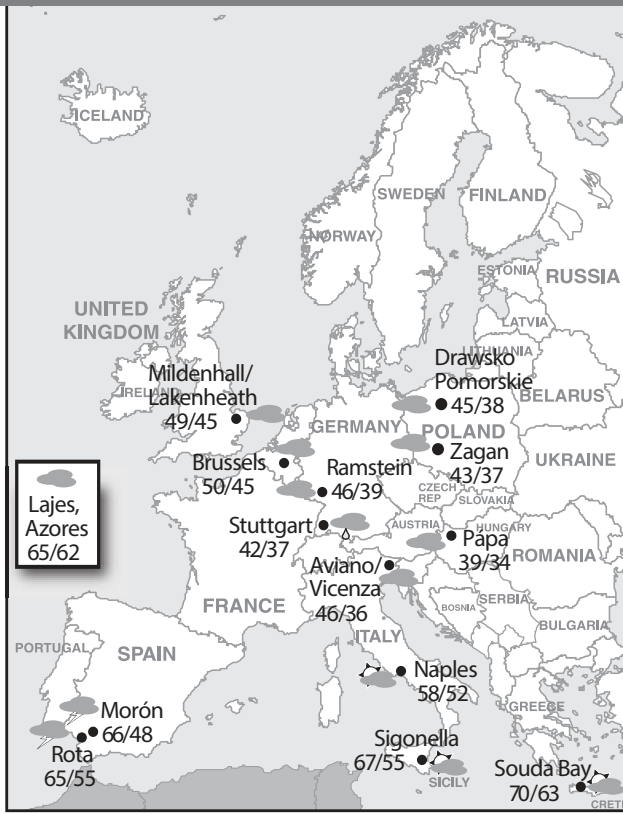 ICELAND
SWEDEN
FINLAND
NORWAY
ESTONIA
RUSSIA
LATVIA
LITHUANIA
UNITED
KINGDOM
IRELAND
Mildenhall/
Lakenheath
49/45
Drawsko
Pomorskie
45/38
BELARUS
GERMANY
POLAND
Zagan
43/37
Brussels
50/45
Ramstein
46/39
UKRAINE
CZECH
REP
SLOVAKIA
Lajes,
Azores
65/62
Stuttgart
42/37
AUSTRIA
HUNGARY
Pápa
39/34
ROMANIA
Aviano/
Vicenza
46/36
FRANCE
BOSNIA
SERBIA
BULGARIA
ITALY
PORTUGAL
SPAIN
Naples
58/52
GREECE
Morón
66/48
Rota
65/55
Sigonella
67/55
SICILY
Souda Bay
70/63
CRETE